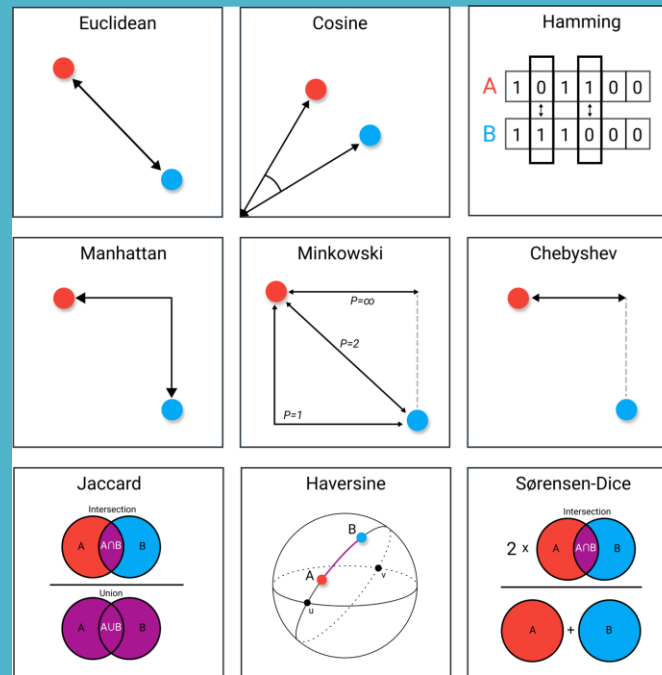 Euclidean
Cosine
Hamming
A 1 0 1 1 0 0
B 1 1 1 0 0 0
Manhattan
Minkowski
P=∞
P=2
P=1
Chebyshev
Jaccard
Intersection
A A∩B B
Union
A A∪B B
Haversine
B
A
v
u
Sørensen-Dice
Intersection
2 x A A∩B B
A + B